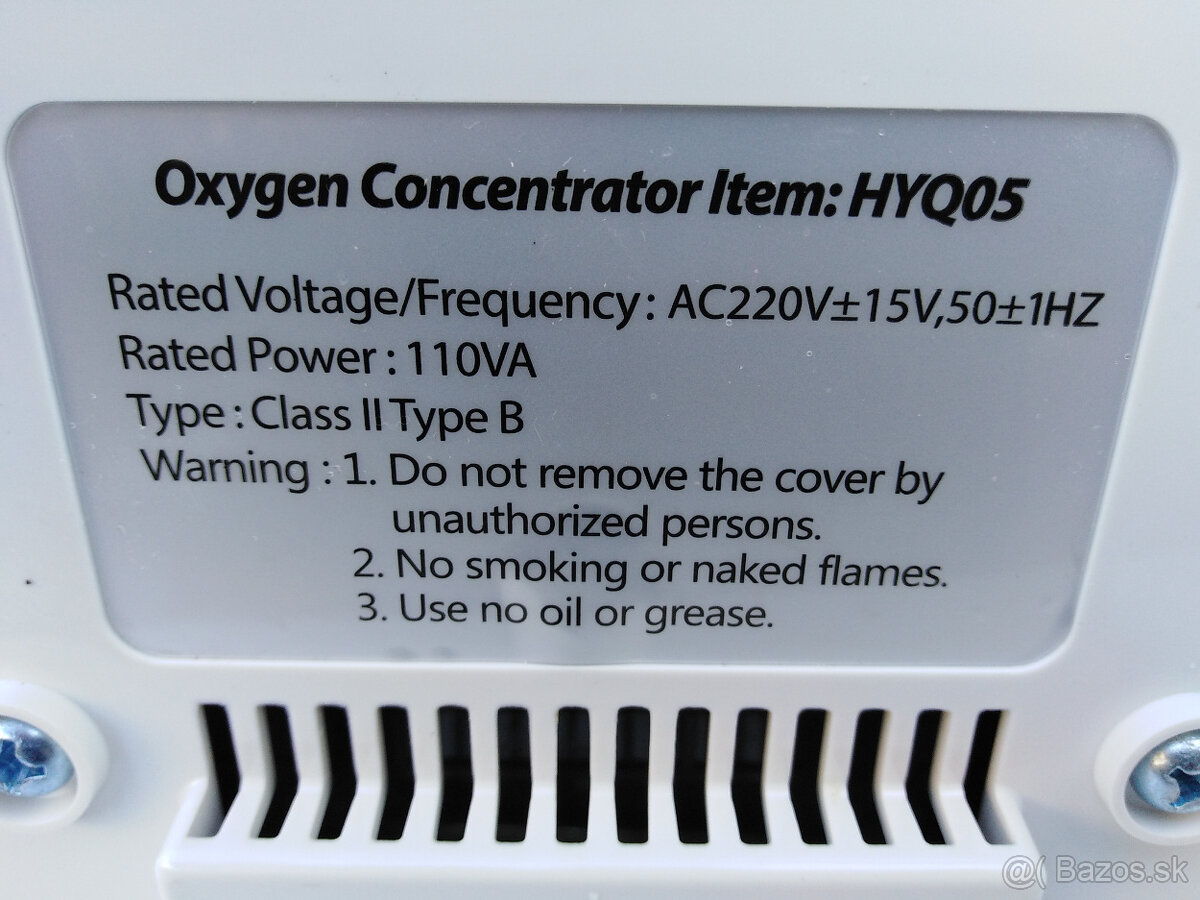 Oxygen Concentrator Item: HYQ05
Rated Voltage/Frequency: AC220V±15V,50±1HZ
Rated Power: 110VA
Type: Class II Type B
Warning: 1. Do not remove the cover by
unauthorized persons.
2. No smoking or naked flames.
3. Use no oil or grease.
@( Bazos.sk